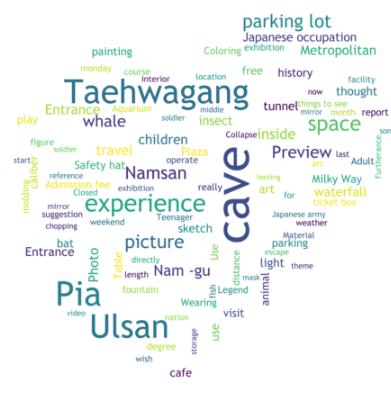 parking lot
Japanese occupation
painting
Coloring exhibition Metropolitan
monday course interior location free history facility
Taehwagang
Aquarium middle tunnel now things to see thought
Entrance soldier mirror month report
play whale insect space son
figure children Collapse inside
start soldier travel Plaza Preview last Adult
Safety hat operate art
caliber Namsan feeling Furtherance
molding reference Closed exhibition really Milky Way
Admission fee art for waterfall
mirror experience cave ticket box
suggestion Teenager Japanese army
chopping weekend sketch weather
bat picture Use Material parking
Entrance directly distance escape
Photo Nam -gu light theme
Pia Table length fish mask animal
fountain Wearing Legend
video Ulsan nation use visit
degree storage
wish cafe